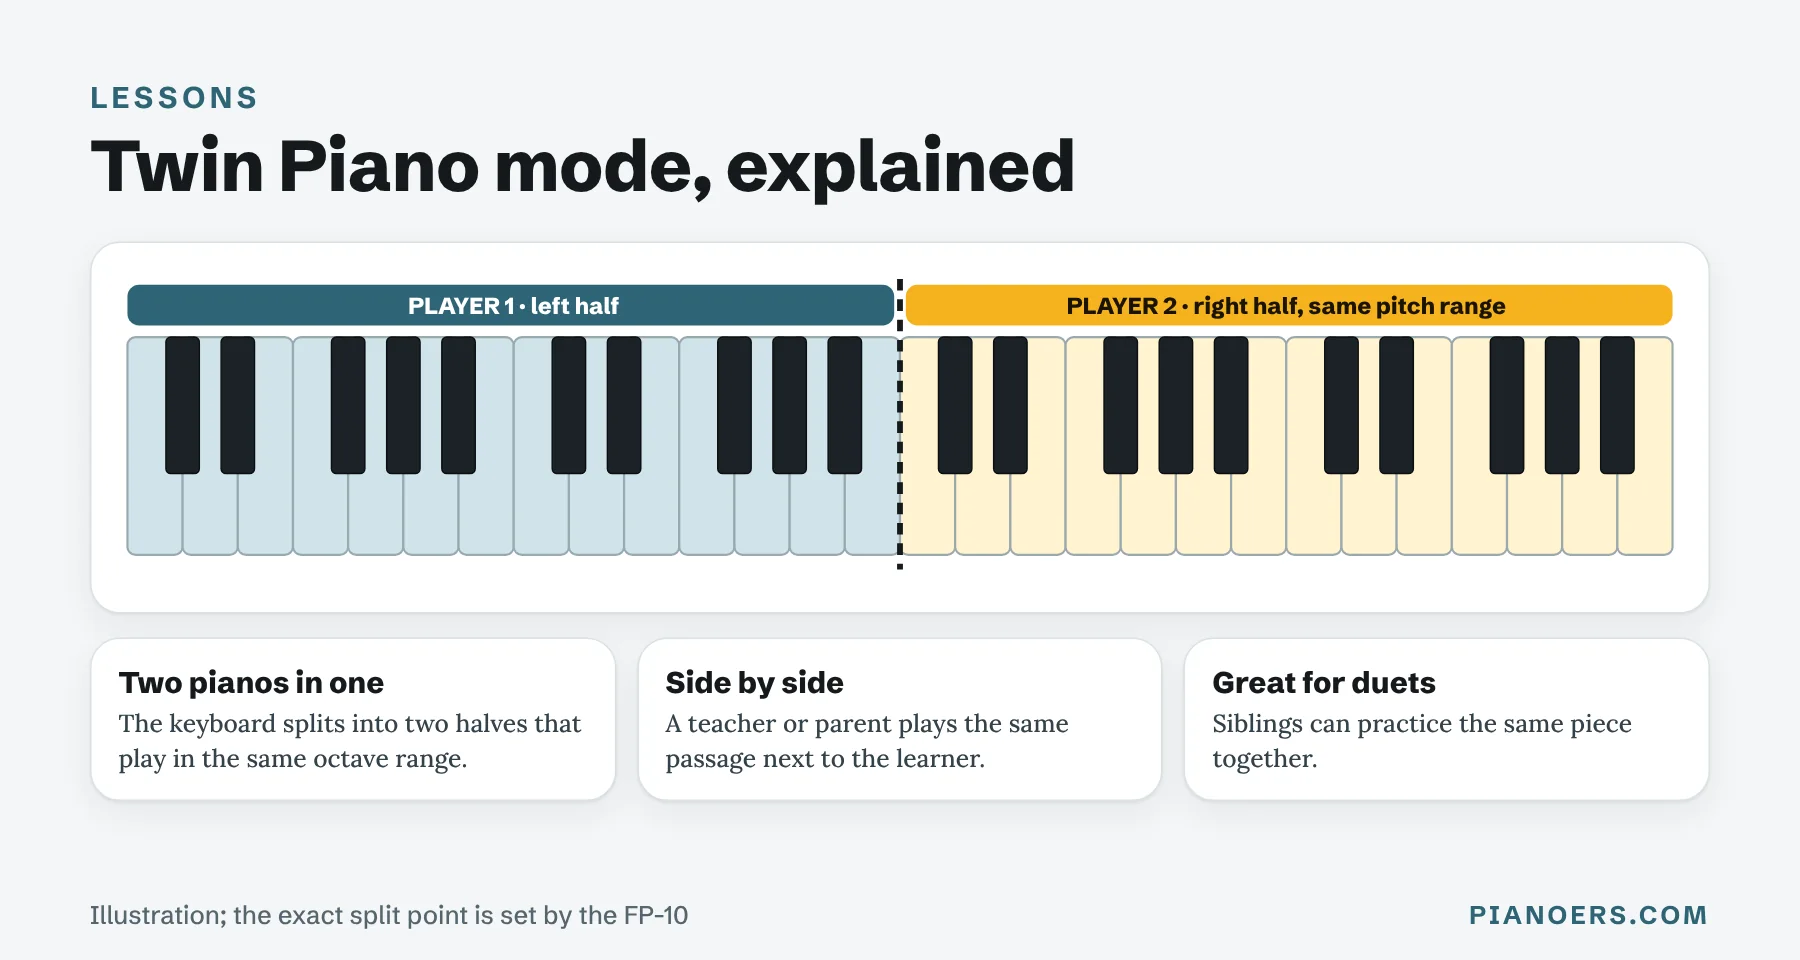 LESSONS
Twin Piano mode, explained
PLAYER 1 · left half
PLAYER 2 · right half, same pitch range
Two pianos in one
The keyboard splits into two halves that
play in the same octave range.
Side by side
A teacher or parent plays the same
passage next to the learner.
Great for duets
Siblings can practice the same piece
together.
Illustration; the exact split point is set by the FP-10
PIANOERS.COM